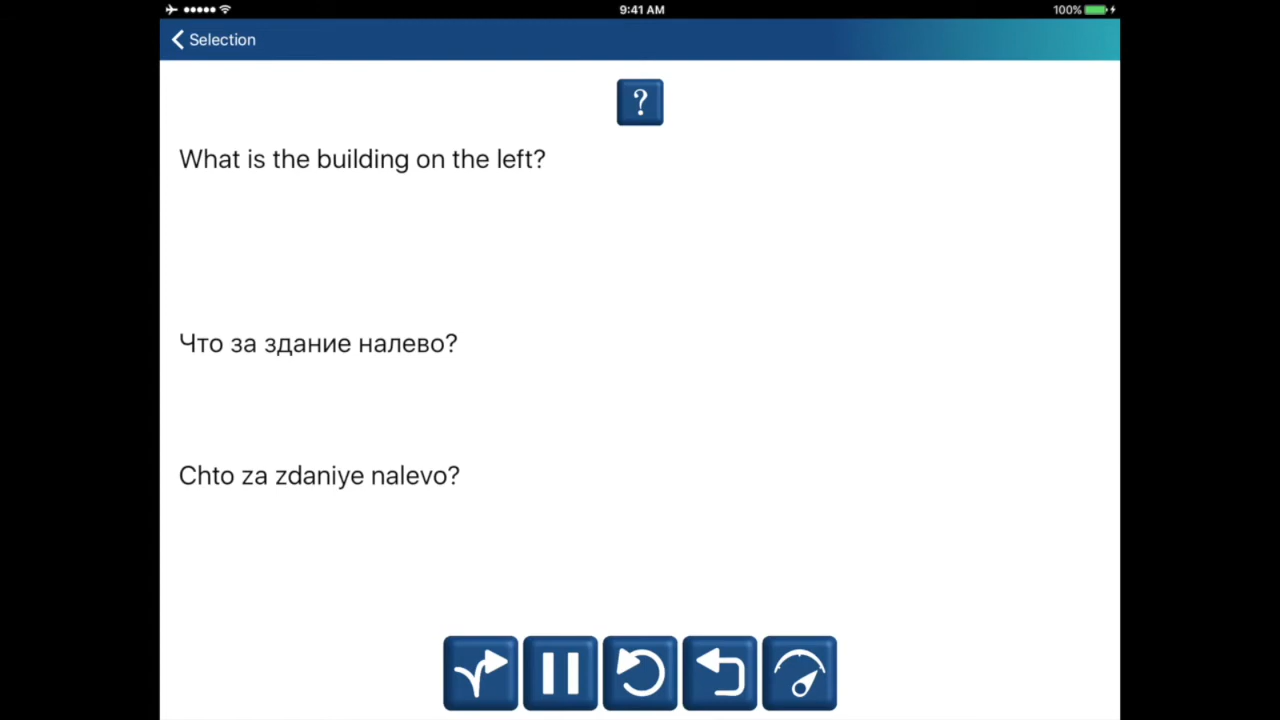 9:41 AM
100%
Selection
?
What is the building on the left?
Что за здание налево?
Chto za zdaniye nalevo?